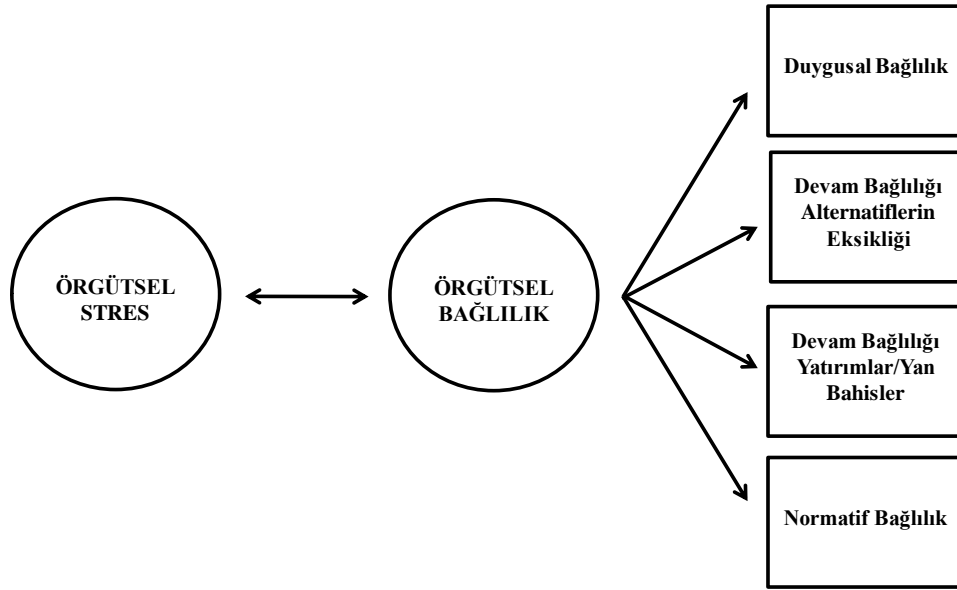 ÖRGÜTSEL
STRES
ÖRGÜTSEL
BAĞLILIK
Duygusal Bağlılık
Devam Bağlılığı
Alternatiflerin
Eksikliği
Devam Bağlılığı
Yatırımlar/Yan
Bahisler
Normatif Bağlılık